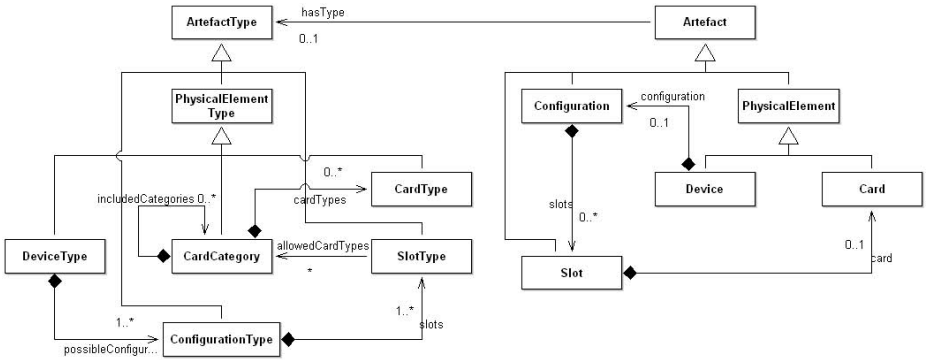 hasType
ArtefactType
Artefact
0..1
PhysicalElement
Type
Configuration
configuration
PhysicalElement
0..1
0..*
includedCategories 0..*
cardTypes
CardType
slots
0..*
Device
Card
DeviceType
CardCategory
allowedCardTypes
*
SlotType
Slot
0..1
card
1..*
possibleConfigur...
ConfigurationType
1..*
slots